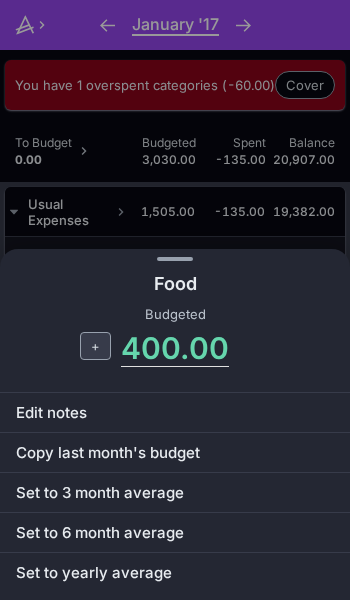 January '17
You have 1 overspent categories (-60.00)
Cover
To Budget
0.00
Budgeted
3,030.00
Spent
-135.00
Balance
20,907.00
Usual
Expenses
1,505.00
-135.00
19,382.00
Food
Budgeted
+
400.00
Edit notes
Copy last month's budget
Set to 3 month average
Set to 6 month average
Set to yearly average